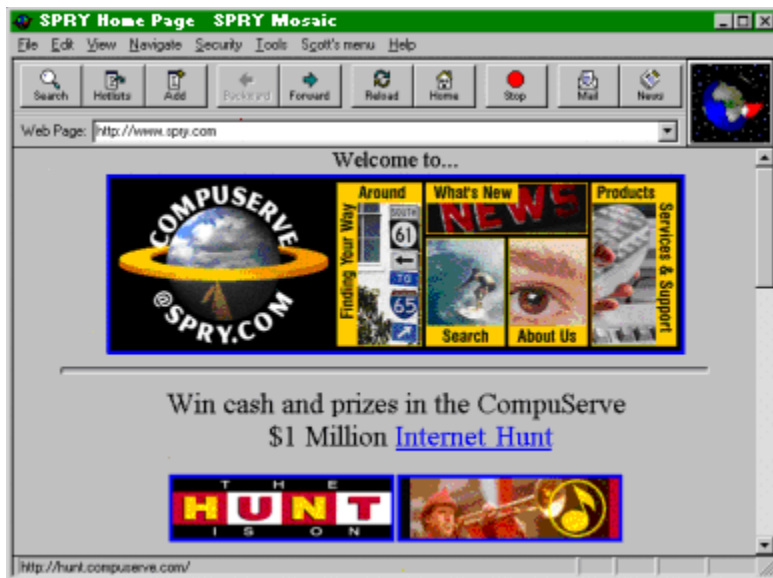 SPRY Home Page   SPRY Mosaic
File Edit View Navigate Security Tools Scott's menu Help
Search Hotlists Add Backward Forward Reload Home Stop Mail News
Web Page: http://www.spry.com
Welcome to...
COMPUSERVE
@SPRY.COM
Finding Your Way
Around
SOUTH
61
TO
65
What's New
NEWS
Search
About Us
Products
Services & Support
Win cash and prizes in the CompuServe
$1 Million Internet Hunt
THE
HUNT
IS ON
http://hunt.compuserve.com/